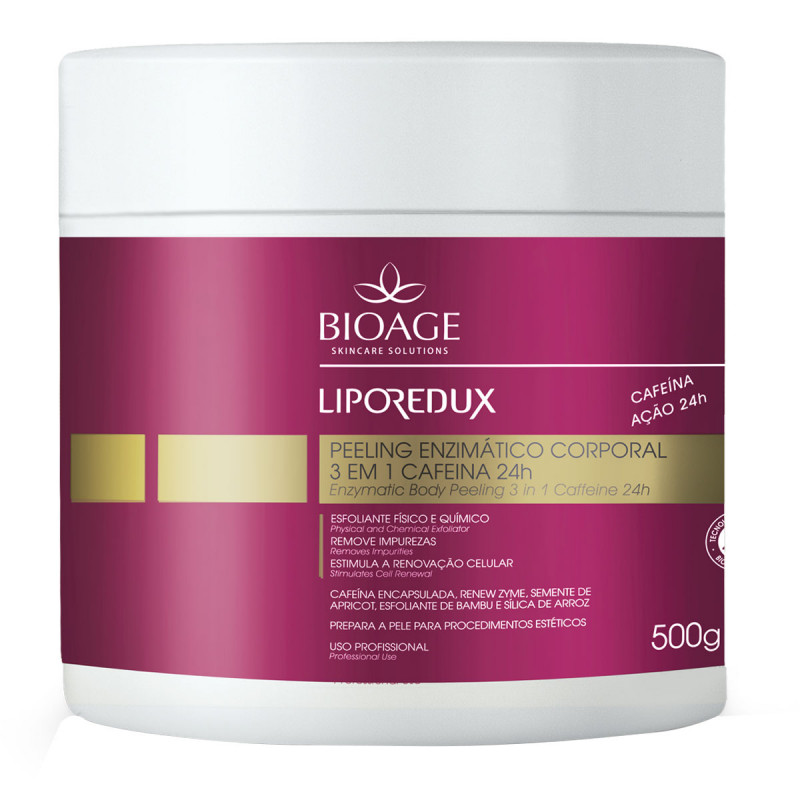 BIOAGE
SKINCARE SOLUTIONS
LIPOREDUX
CAFEÍNA
AÇÃO 24h
PEELING ENZIMÁTICO CORPORAL
3 EM 1 CAFEINA 24h
Enzymatic Body Peeling 3 in 1 Caffeine 24h
ESFOLIANTE FÍSICO E QUÍMICO
Physical and Chemical Exfoliator
REMOVE IMPUREZAS
Removes Impurities
ESTIMULA A RENOVAÇÃO CELULAR
Stimulates Cell Renewal
CAFEÍNA ENCAPSULADA, RENEW ZYME, SEMENTE DE
APRICOT, ESFOLIANTE DE BAMBU E SÍLICA DE ARROZ
PREPARA A PELE PARA PROCEDIMENTOS ESTÉTICOS
USO PROFISSIONAL
Professional Use
500g